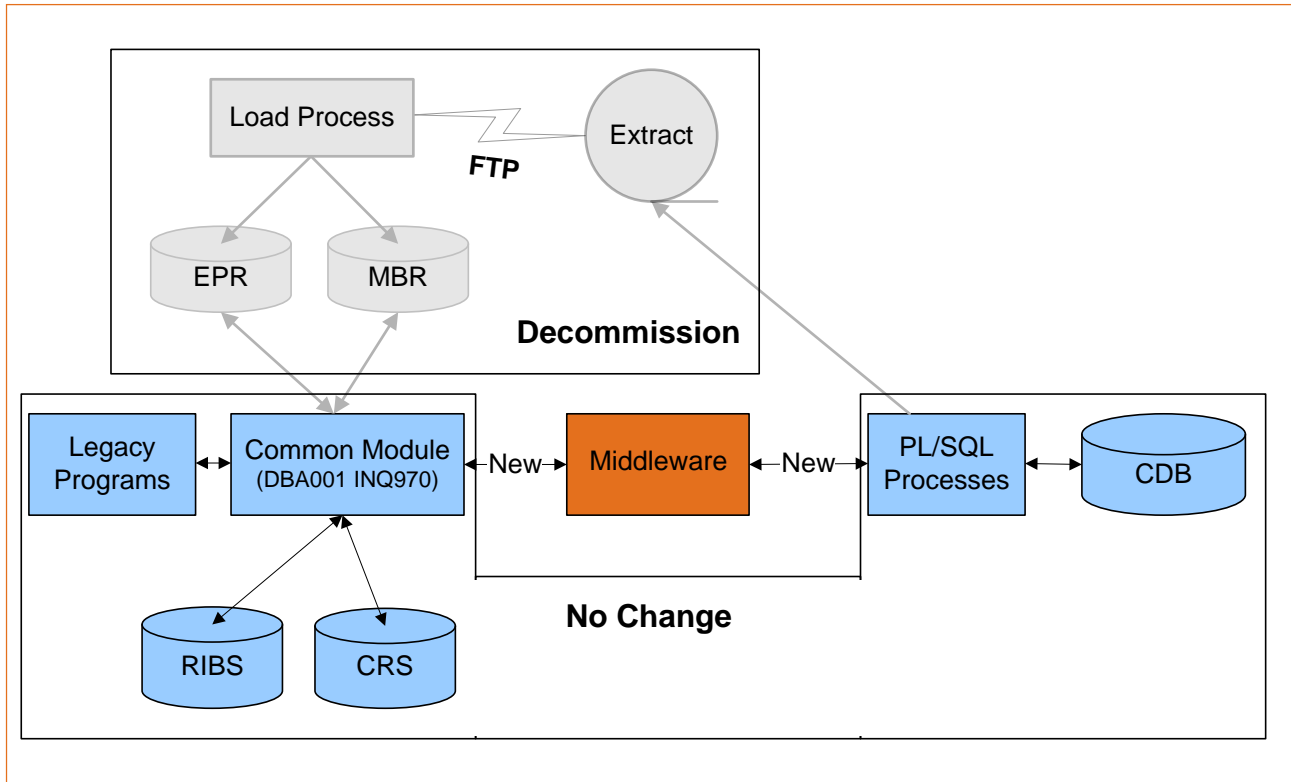 Load Process
Extract
FTP
EPR
MBR
Decommission
Legacy
Programs
Common Module
(DBA001 INQ970)
New
Middleware
New
PL/SQL
Processes
CDB
No Change
RIBS
CRS